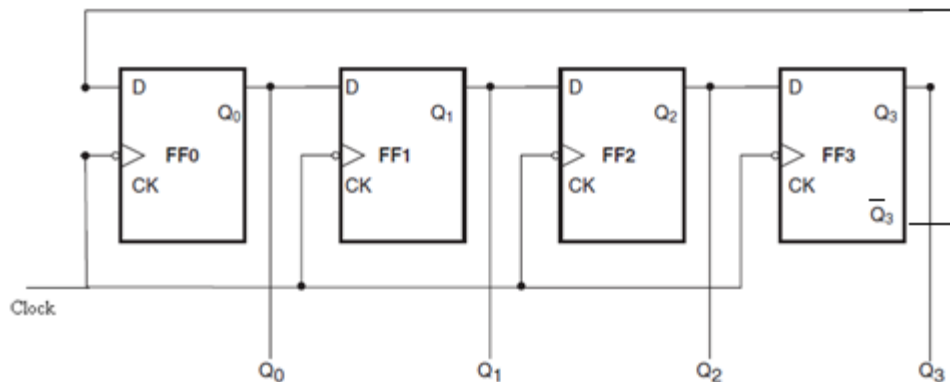 D D D D
Q₀ Q₁ Q₂ Q₃
FF0 FF1 FF2 FF3
CK CK CK CK
Q̅₃
Clock
Q₀ Q₁ Q₂ Q₃